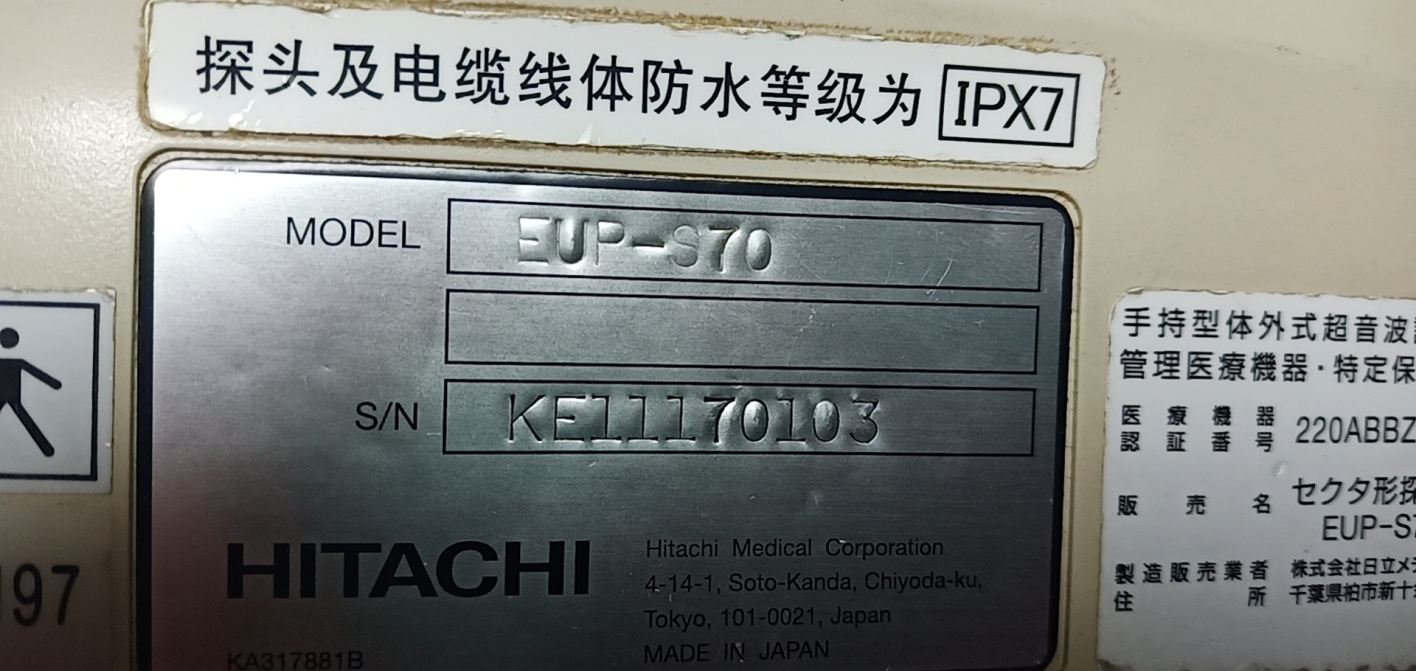 探头及电缆线体防水等级为 IPX7
MODEL EUP-S70
S/N KE11170103
HITACHI
Hitachi Medical Corporation
4-14-1, Soto-Kanda, Chiyoda-ku,
Tokyo, 101-0021, Japan
MADE IN JAPAN
KA317881B
197
手持型体外式超音波
管理医療機器・特定保
医療機器
認証番号 220ABBZ
販売名 セクタ形探
EUP-S7
製造販売業者 株式会社日立メデ
住所 千葉県柏市新十